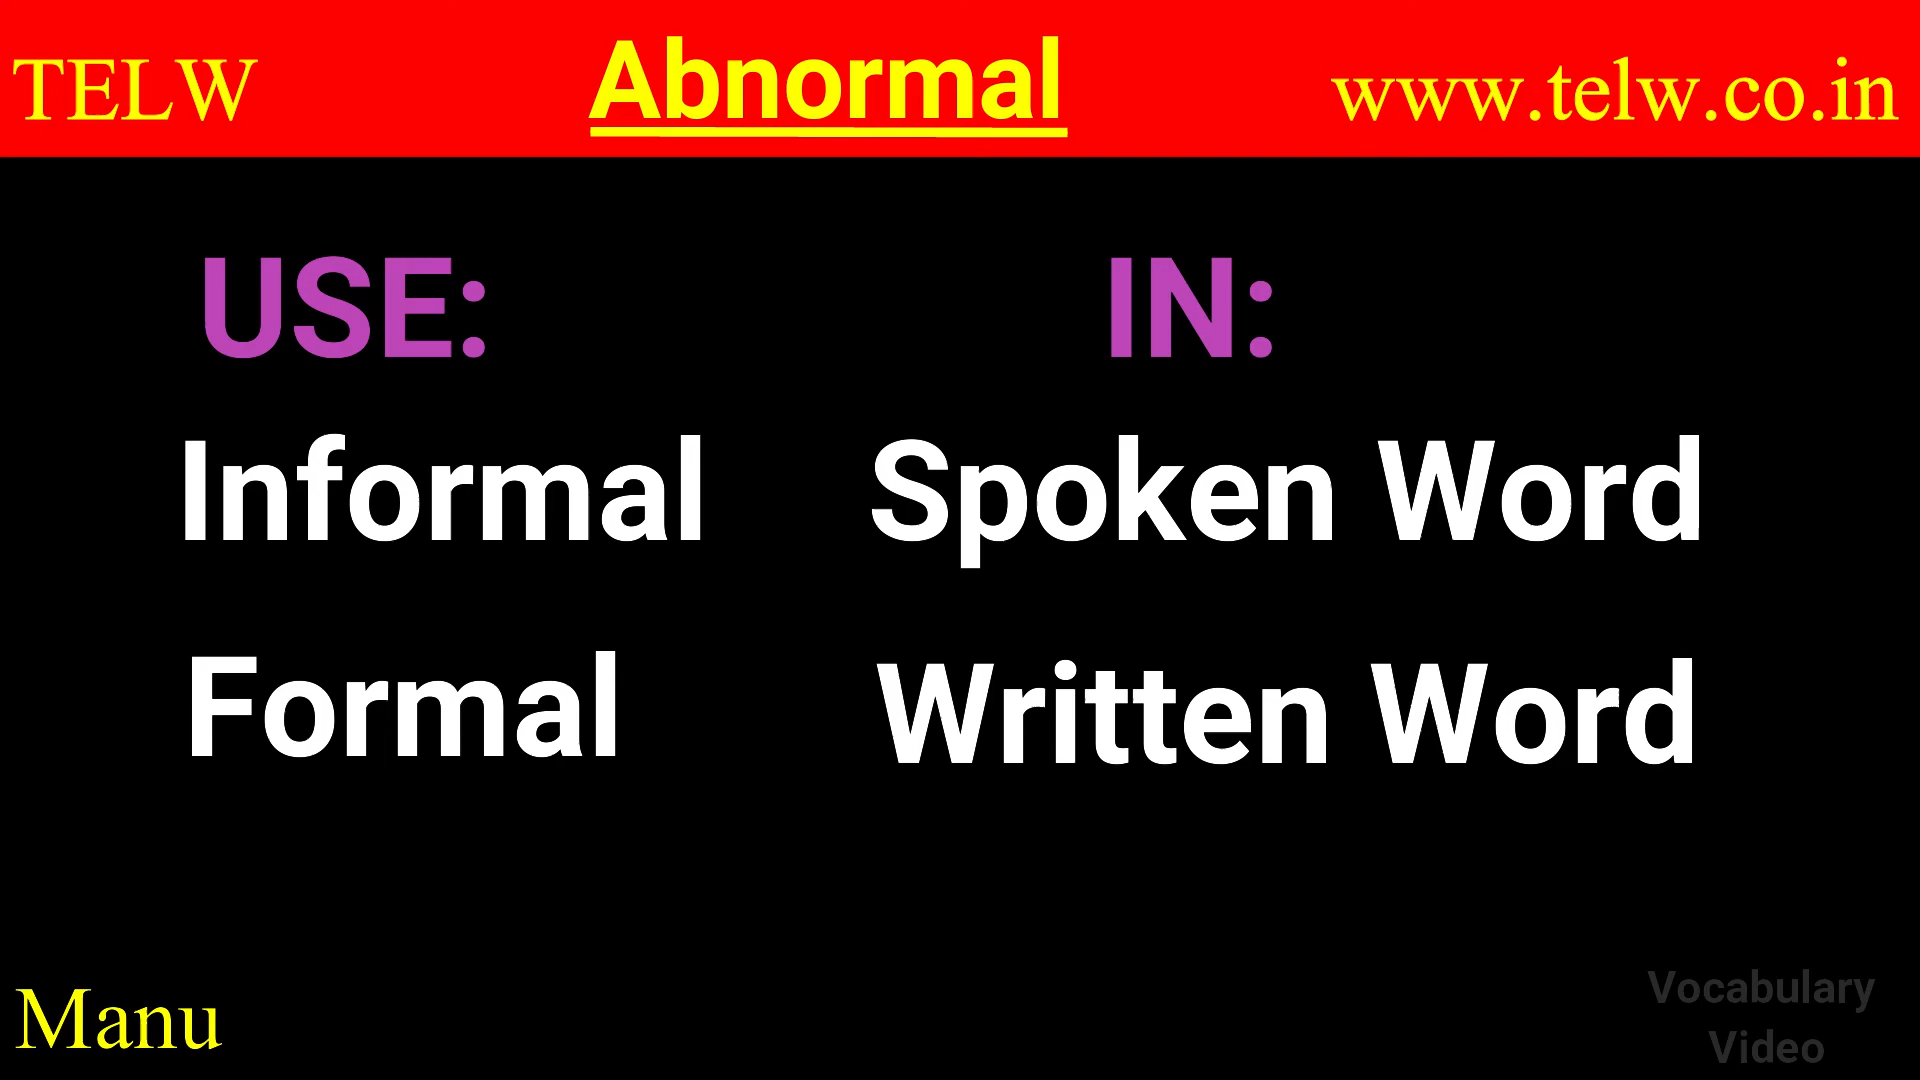 TELW Abnormal www.telw.co.in
USE: IN:
Informal Spoken Word
Formal Written Word
Manu
Vocabulary
Video